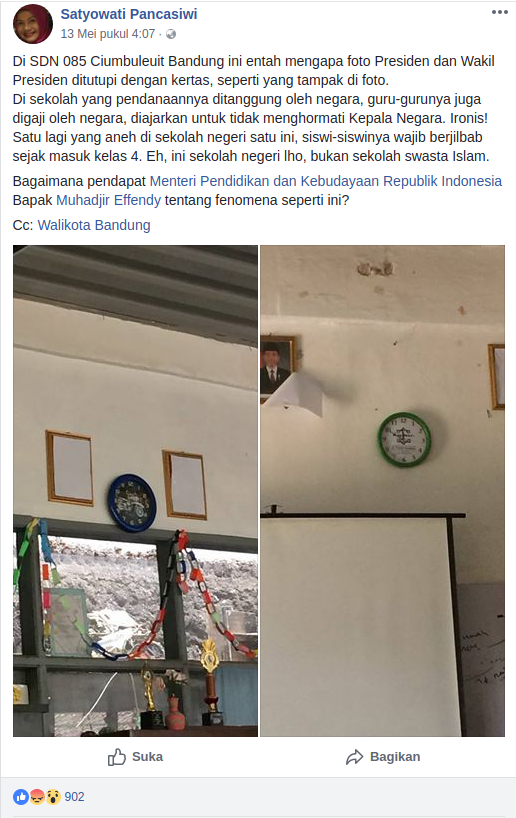 Satyowati Pancasiwi
13 Mei pukul 4:07 ·
Di SDN 085 Ciumbuleuit Bandung ini entah mengapa foto Presiden dan Wakil
Presiden ditutupi dengan kertas, seperti yang tampak di foto.
Di sekolah yang pendanaannya ditanggung oleh negara, guru-gurunya juga
digaji oleh negara, diajarkan untuk tidak menghormati Kepala Negara. Ironis!
Satu lagi yang aneh di sekolah negeri satu ini, siswi-siswinya wajib berjilbab
sejak masuk kelas 4. Eh, ini sekolah negeri lho, bukan sekolah swasta Islam.
Bagaimana pendapat Menteri Pendidikan dan Kebudayaan Republik Indonesia
Bapak Muhadjir Effendy tentang fenomena seperti ini?
Cc: Walikota Bandung
Suka
Bagikan
902